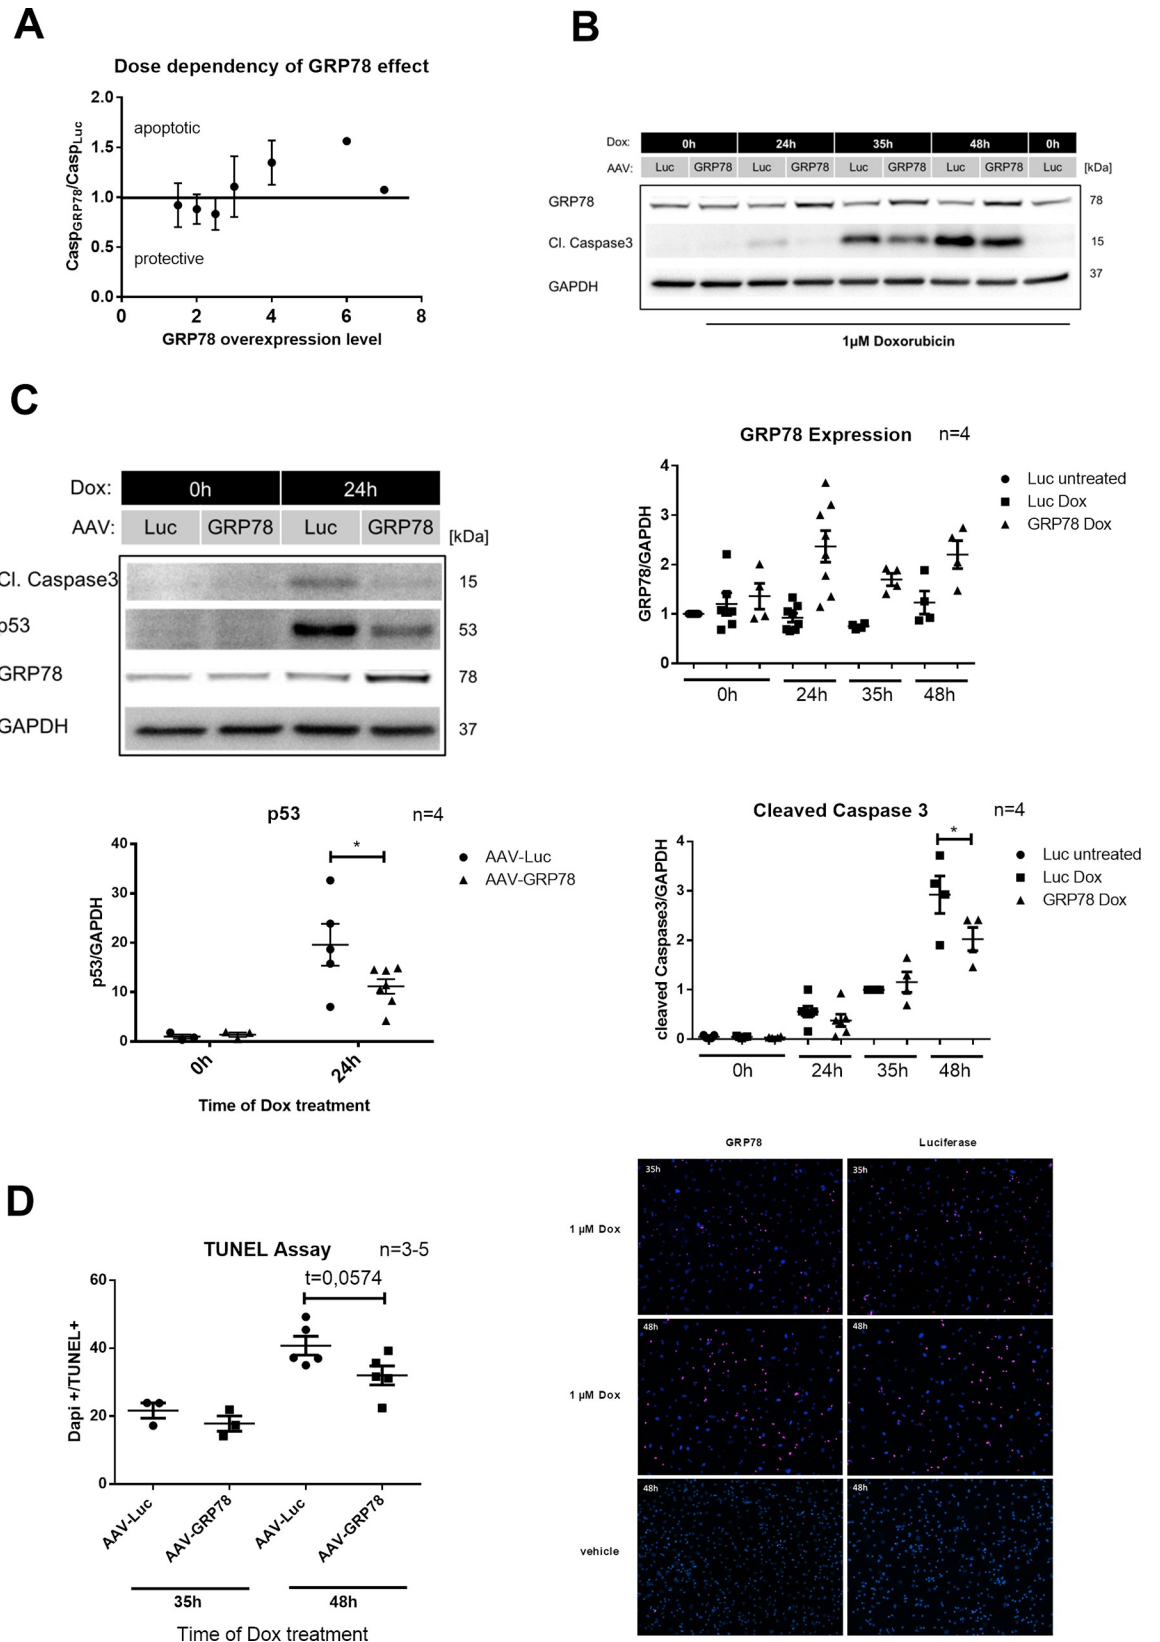 A
Dose dependency of GRP78 effect
2.0
1.5
1.0
0.5
0.0
apoptotic
protective
Casp GRP78/Casp Luc
0 2 4 6 8
GRP78 overexpression level
B
Dox: 0h 24h 35h 48h 0h
AAV: Luc GRP78 Luc GRP78 Luc GRP78 Luc GRP78 Luc [kDa]
GRP78 78
Cl. Caspase3 15
GAPDH 37
1µM Doxorubicin
C
Dox: 0h 24h
AAV: Luc GRP78 Luc GRP78 [kDa]
Cl. Caspase3 15
p53 53
GRP78 78
GAPDH 37
GRP78 Expression n=4
4
3
2
1
0
GRP78/GAPDH
Luc untreated
Luc Dox
GRP78 Dox
0h 24h 35h 48h
p53 n=4
40
30
20
10
0
p53/GAPDH
*
AAV-Luc
AAV-GRP78
0h 24h
Time of Dox treatment
Cleaved Caspase 3 n=4
4
3
2
1
0
cleaved Caspase3/GAPDH
*
Luc untreated
Luc Dox
GRP78 Dox
0h 24h 35h 48h
D
TUNEL Assay n=3-5
t=0,0574
60
40
20
0
Dapi +/TUNEL+
AAV-Luc AAV-GRP78 AAV-Luc AAV-GRP78
35h 48h
Time of Dox treatment
GRP78 Luciferase
1 µM Dox 35h 35h
1 µM Dox 48h 48h
vehicle 48h 48h